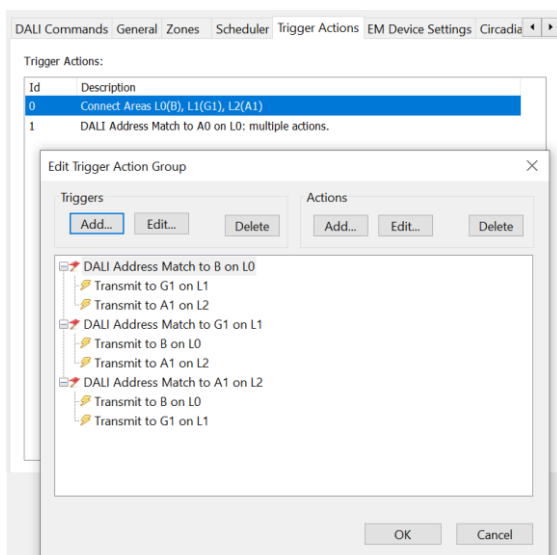 DALI Commands General Zones Scheduler Trigger Actions EM Device Settings Circadia
Trigger Actions:
Id Description
0 Connect Areas L0(B), L1(G1), L2(A1)
1 DALI Address Match to A0 on L0: multiple actions.
Edit Trigger Action Group
Triggers Actions
Add... Edit... Delete Add... Edit... Delete
DALI Address Match to B on L0
Transmit to G1 on L1
Transmit to A1 on L2
DALI Address Match to G1 on L1
Transmit to B on L0
Transmit to A1 on L2
DALI Address Match to A1 on L2
Transmit to B on L0
Transmit to G1 on L1
OK Cancel